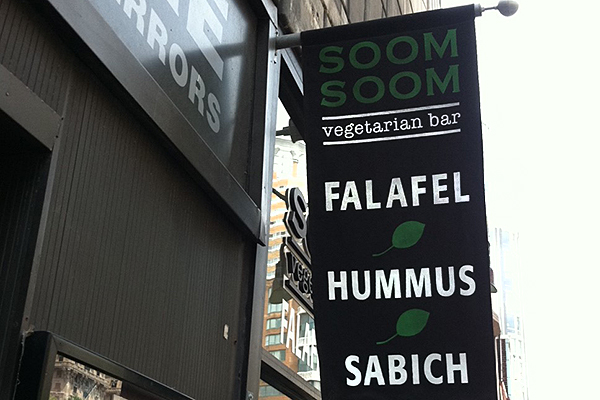 RRORS
SOOM
SOOM
vegetarian bar
FALAFEL
HUMMUS
SABICH